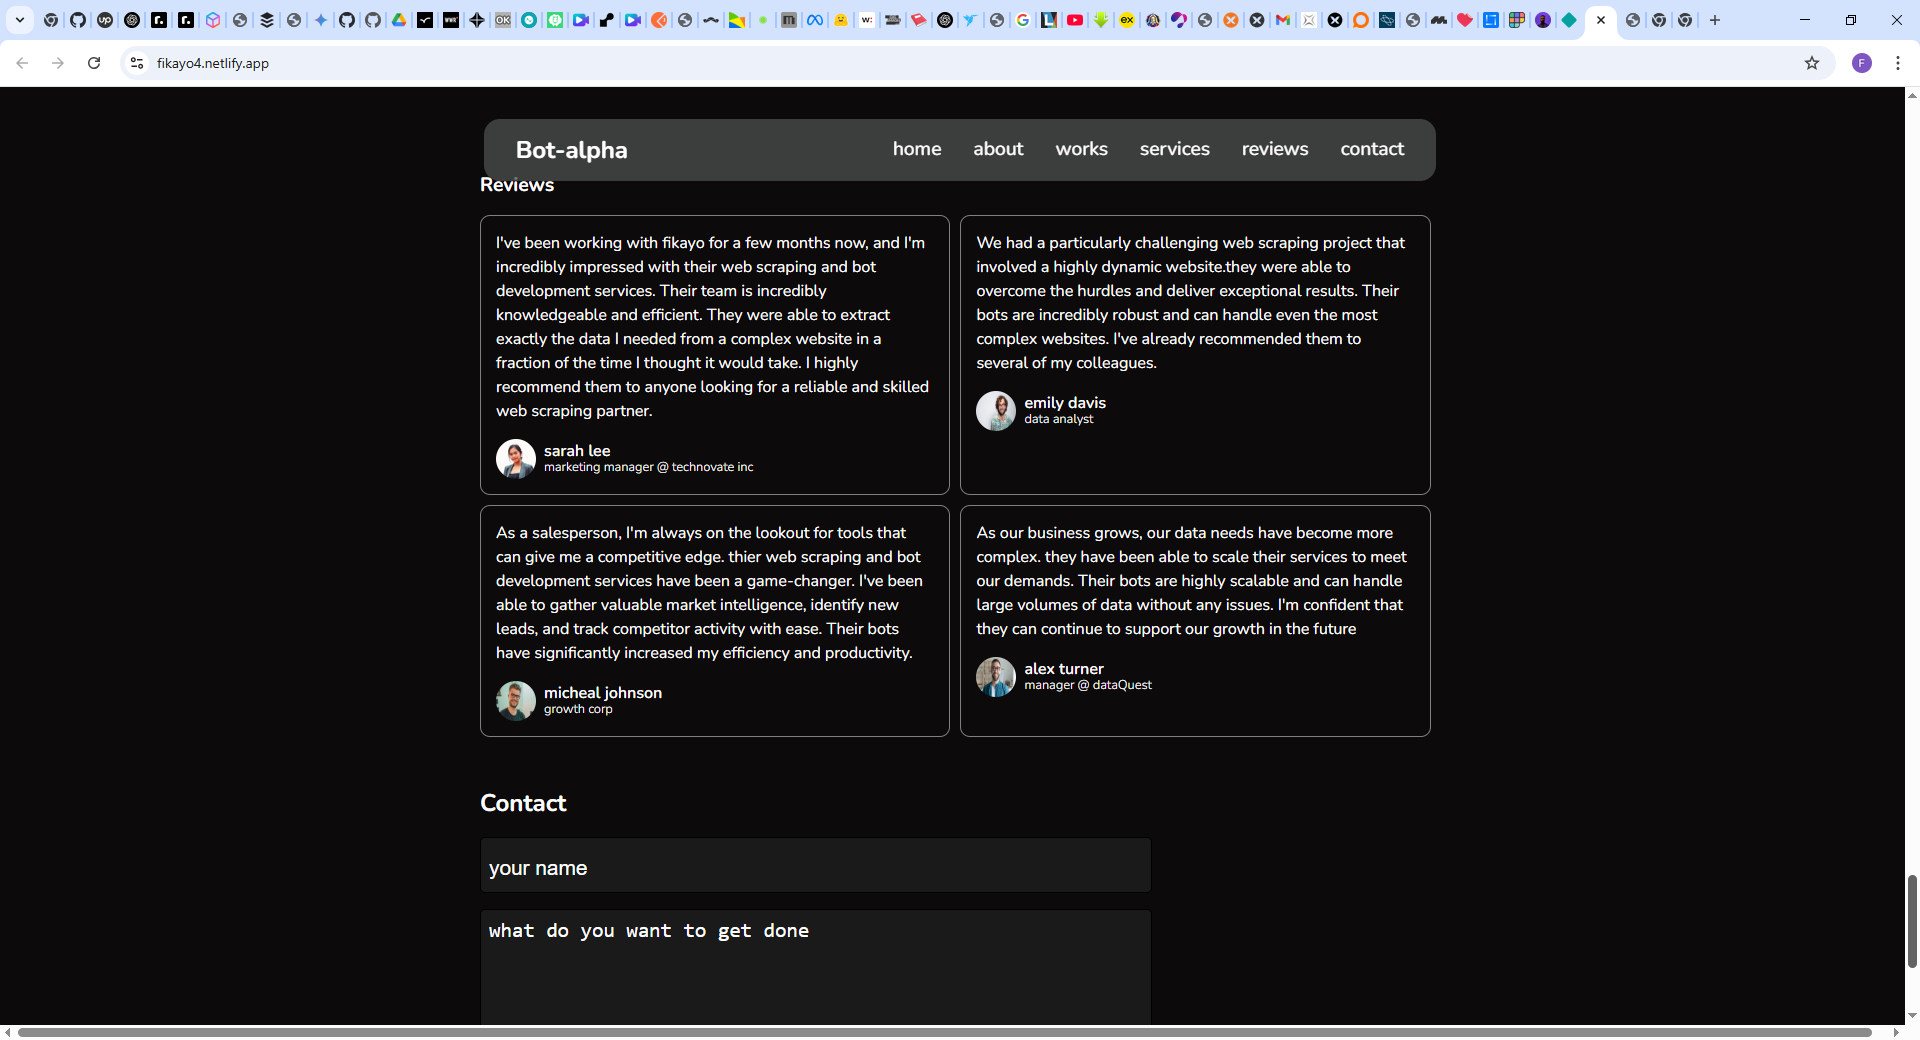 fikayo4.netlify.app
F
Bot-alpha
home about works services reviews contact
Reviews
I've been working with fikayo for a few months now, and I'm
incredibly impressed with their web scraping and bot
development services. Their team is incredibly
knowledgeable and efficient. They were able to extract
exactly the data I needed from a complex website in a
fraction of the time I thought it would take. I highly
recommend them to anyone looking for a reliable and skilled
web scraping partner.
sarah lee
marketing manager @ technovate inc
We had a particularly challenging web scraping project that
involved a highly dynamic website.they were able to
overcome the hurdles and deliver exceptional results. Their
bots are incredibly robust and can handle even the most
complex websites. I've already recommended them to
several of my colleagues.
emily davis
data analyst
As a salesperson, I'm always on the lookout for tools that
can give me a competitive edge. thier web scraping and bot
development services have been a game-changer. I've been
able to gather valuable market intelligence, identify new
leads, and track competitor activity with ease. Their bots
have significantly increased my efficiency and productivity.
micheal johnson
growth corp
As our business grows, our data needs have become more
complex. they have been able to scale their services to meet
our demands. Their bots are highly scalable and can handle
large volumes of data without any issues. I'm confident that
they can continue to support our growth in the future
alex turner
manager @ dataQuest
Contact
your name
what do you want to get done